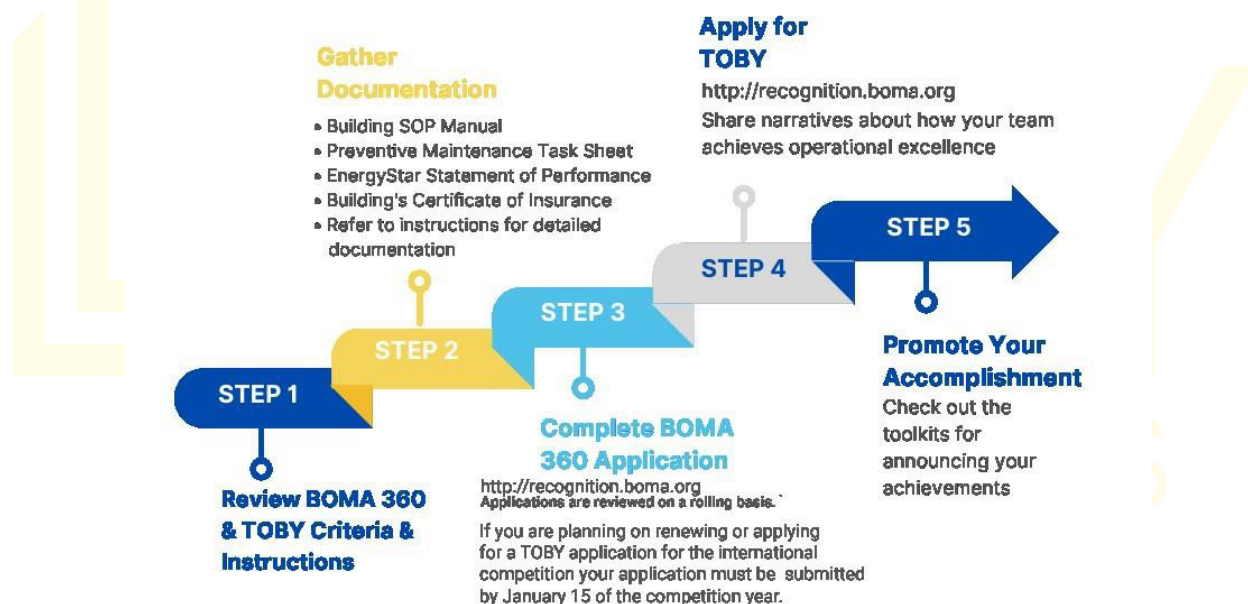 STEP 1
Review BOMA 360
& TOBY Criteria &
Instructions
Gather
Documentation
• Building SOP Manual
• Preventive Maintenance Task Sheet
• EnergyStar Statement of Performance
• Building's Certificate of Insurance
• Refer to instructions for detailed
documentation
STEP 2
STEP 3
Complete BOMA
360 Application
http://recognition.boma.org
Applications are reviewed on a rolling basis.
If you are planning on renewing or applying
for a TOBY application for the international
competition your application must be submitted
by January 15 of the competition year.
Apply for
TOBY
http://recognition.boma.org
Share narratives about how your team
achieves operational excellence
STEP 4
STEP 5
Promote Your
Accomplishment
Check out the
toolkits for
announcing your
achievements